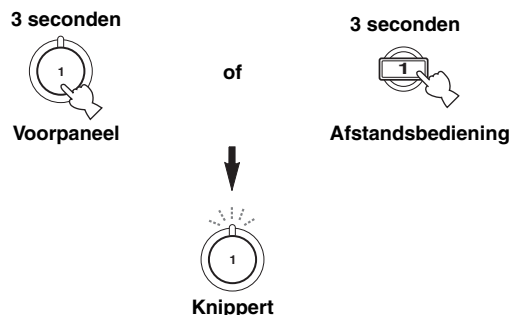 3 seconden
3 seconden
1
of
1
Voorpaneel
Afstandsbediening
1
Knippert